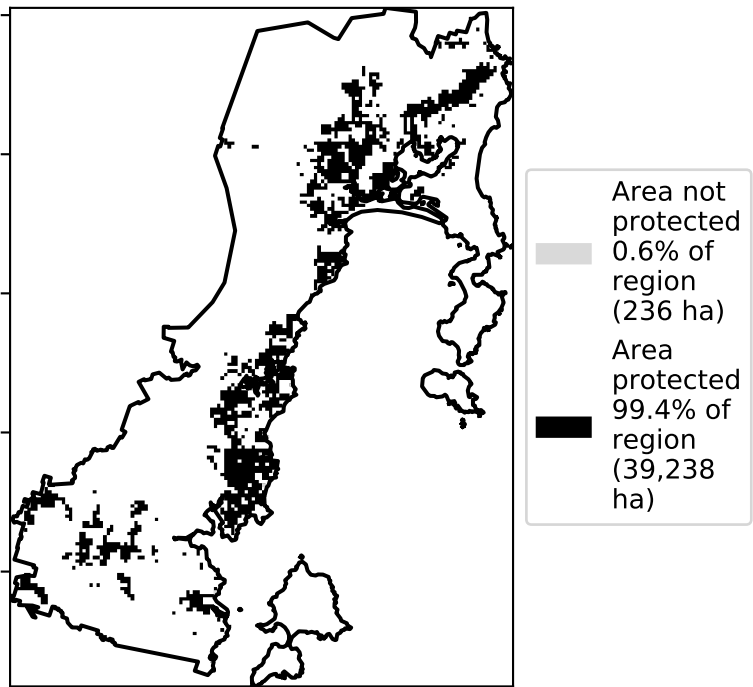 Area not
protected
0.6% of
region
(236 ha)
Area
protected
99.4% of
region
(39,238
ha)